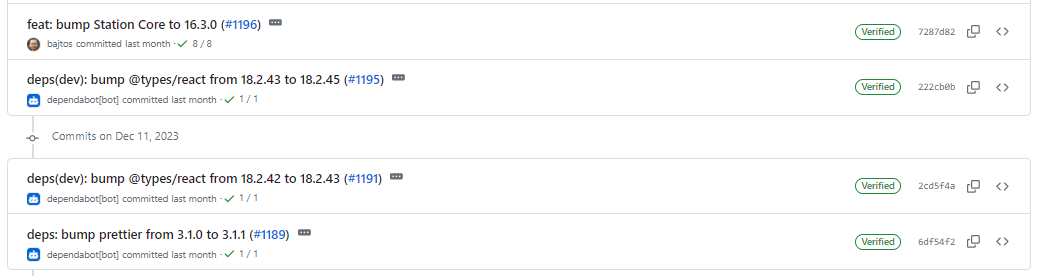 feat: bump Station Core to 16.3.0 (#1196) ...
bajtos committed last month · ✓ 8 / 8
Verified 7287d82 <>
deps(dev): bump @types/react from 18.2.43 to 18.2.45 (#1195) ...
dependabot[bot] committed last month · ✓ 1 / 1
Verified 222cb0b <>
Commits on Dec 11, 2023
deps(dev): bump @types/react from 18.2.42 to 18.2.43 (#1191) ...
dependabot[bot] committed last month · ✓ 1 / 1
Verified 2cd5f4a <>
deps: bump prettier from 3.1.0 to 3.1.1 (#1189) ...
dependabot[bot] committed last month · ✓ 1 / 1
Verified 6df54f2 <>